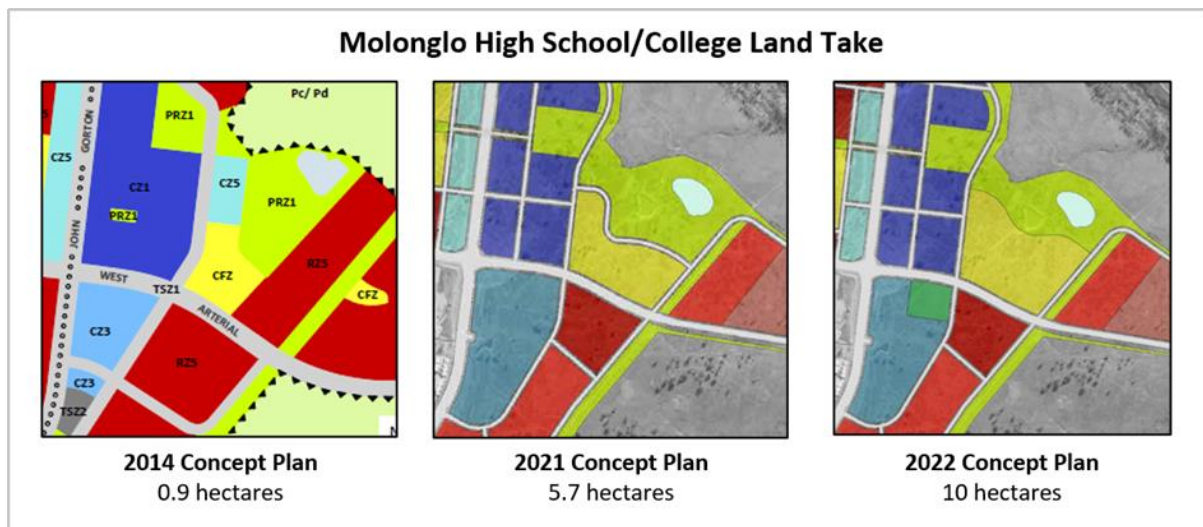 Molonglo High School/College Land Take
Pc/ Pd
PRZ1
GORTON
CZ5
CZ1
CZ5
PRZ1
PRZ1
JOHN
CFZ
RZ5
WEST
TSZ1
CFZ
ARTERIAL
CZ3
RZ5
CZ3
TSZ2
2014 Concept Plan
0.9 hectares
2021 Concept Plan
5.7 hectares
2022 Concept Plan
10 hectares